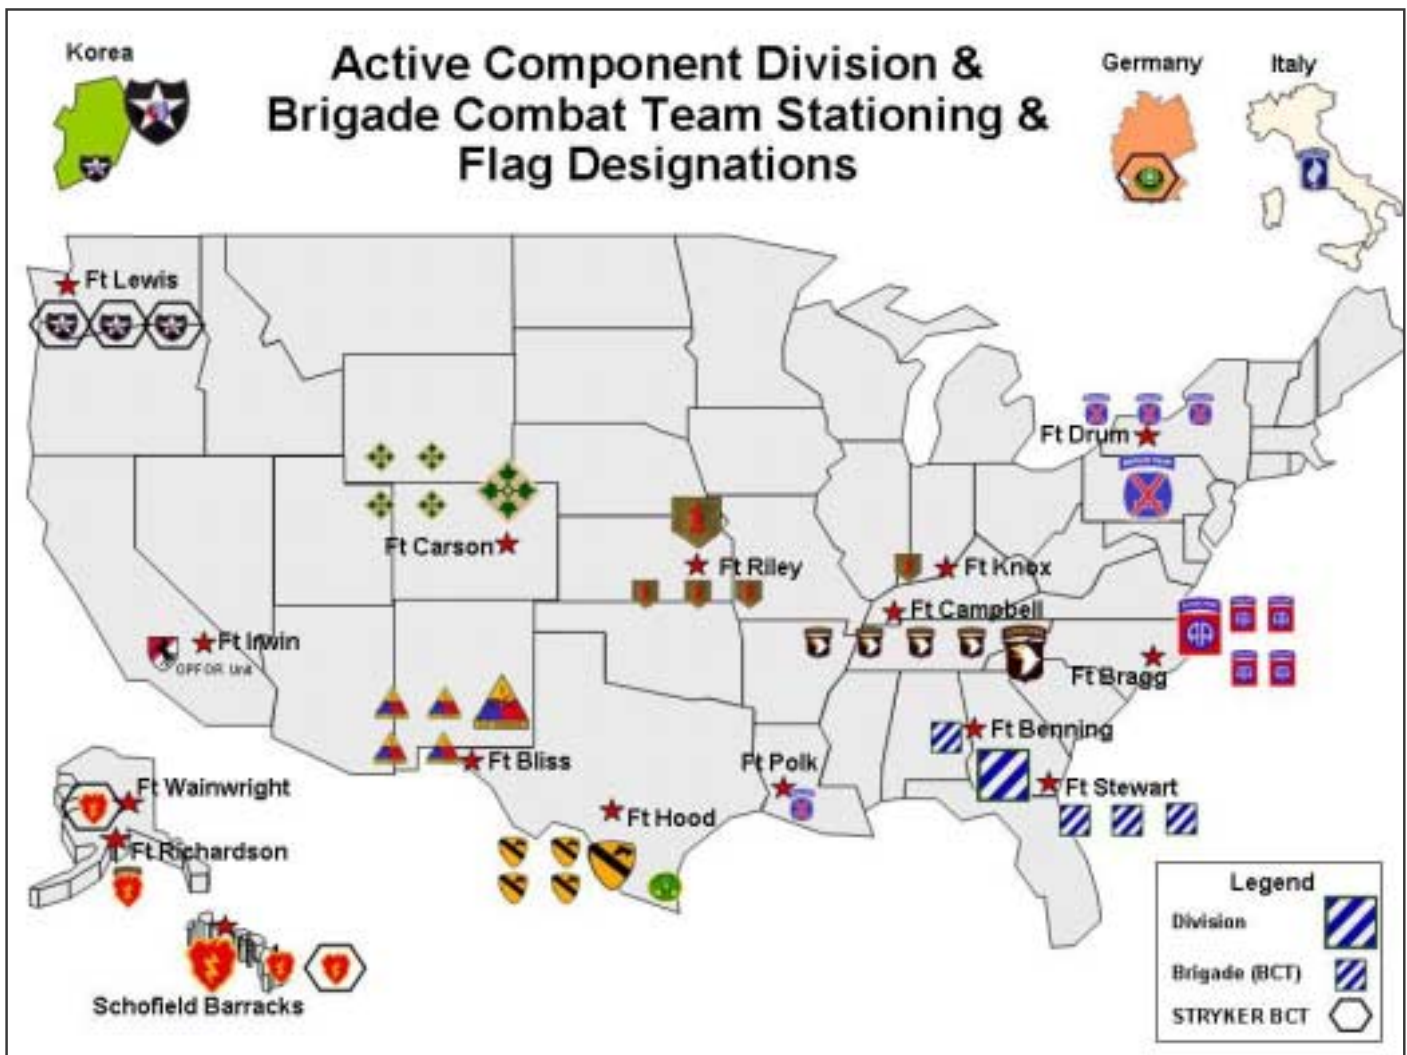 Korea
Active Component Division &
Brigade Combat Team Stationing &
Flag Designations
Germany
Italy
Ft Lewis
Ft Drum
Ft Carson
Ft Riley
Ft Knox
Ft Campbell
Ft Irwin
OPFOR Unit
Ft Bragg
Ft Benning
Ft Bliss
Ft Polk
Ft Stewart
Ft Wainwright
Ft Hood
Ft Richardson
Schofield Barracks
Legend
Division
Brigade (BCT)
STRYKER BCT